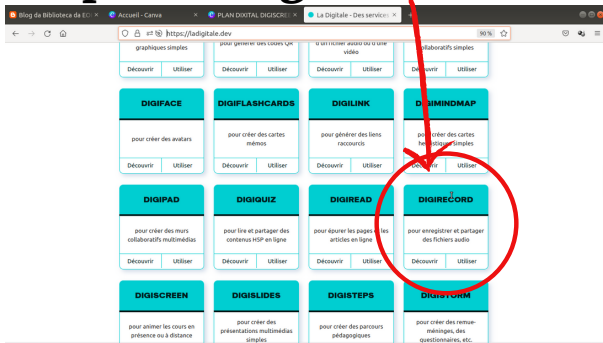 Blog da Biblioteca da ED
Accueil - Canva
PLAN DIXITAL DIGISCRE
La Digitale - Des services
https://ladigitale.dev
90%
graphiques simples
pour générer des codes QR
d'un fichier audio ou d'une
vidéo
collaboratifs simples
Découvrir Utiliser Découvrir Utiliser Découvrir Utiliser Découvrir Utiliser
DIGIFACE DIGIFLASHCARDS DIGILINK DIGIMINDMAP
pour créer des avatars
pour créer des cartes
mémos
pour générer des liens
raccourcis
pour créer des cartes
heuristiques simples
Découvrir Utiliser Découvrir Utiliser Découvrir Utiliser Découvrir Utiliser
DIGIPAD DIGIQUIZ DIGIREAD DIGIRECORD
pour créer des murs
collaboratifs multimédias
pour lire et partager des
contenus H5P en ligne
pour épurer les pages et les
articles en ligne
pour enregistrer et partager
des fichiers audio
Découvrir Utiliser Découvrir Utiliser Découvrir Utiliser Découvrir Utiliser
DIGISCREEN DIGISLIDES DIGISTEPS DIGISTORM
pour animer les cours en
présence ou à distance
pour créer des
présentations multimédias
simples
pour créer des parcours
pédagogiques
pour créer des remue-
méninges, des
questionnaires, etc.